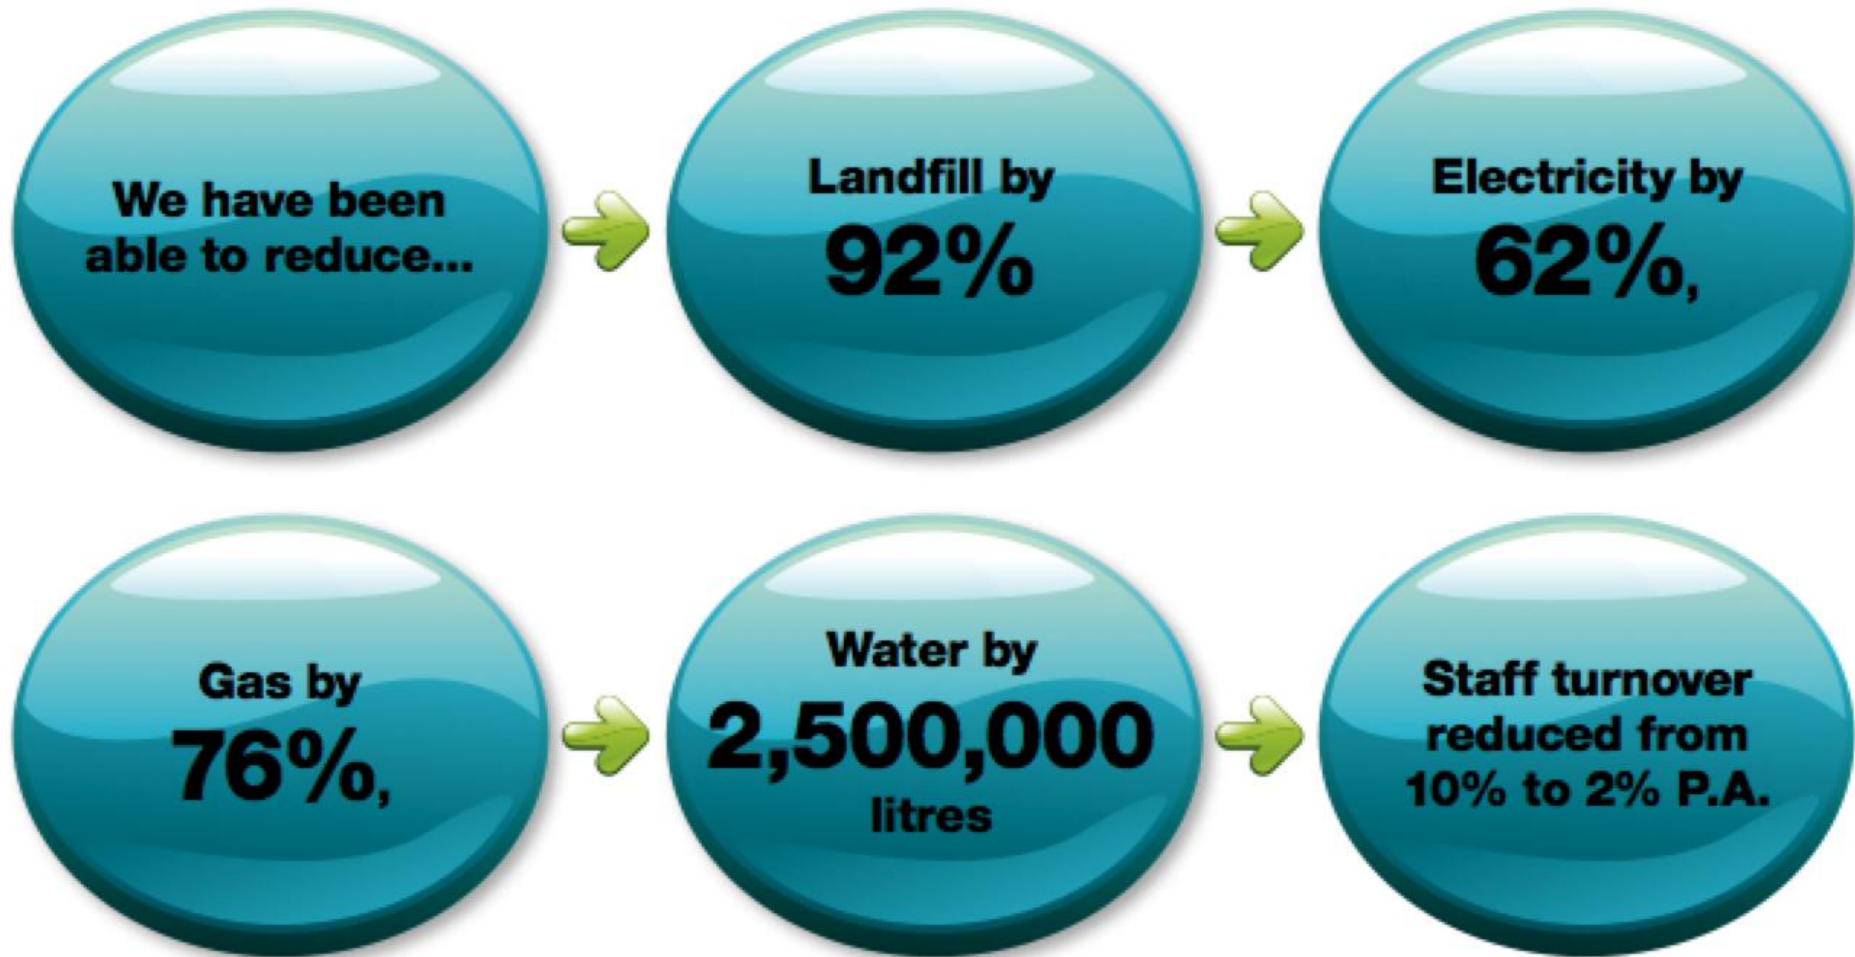 We have been
able to reduce...
Landfill by
92%
Electricity by
62%,
Gas by
76%,
Water by
2,500,000
litres
Staff turnover
reduced from
10% to 2% P.A.